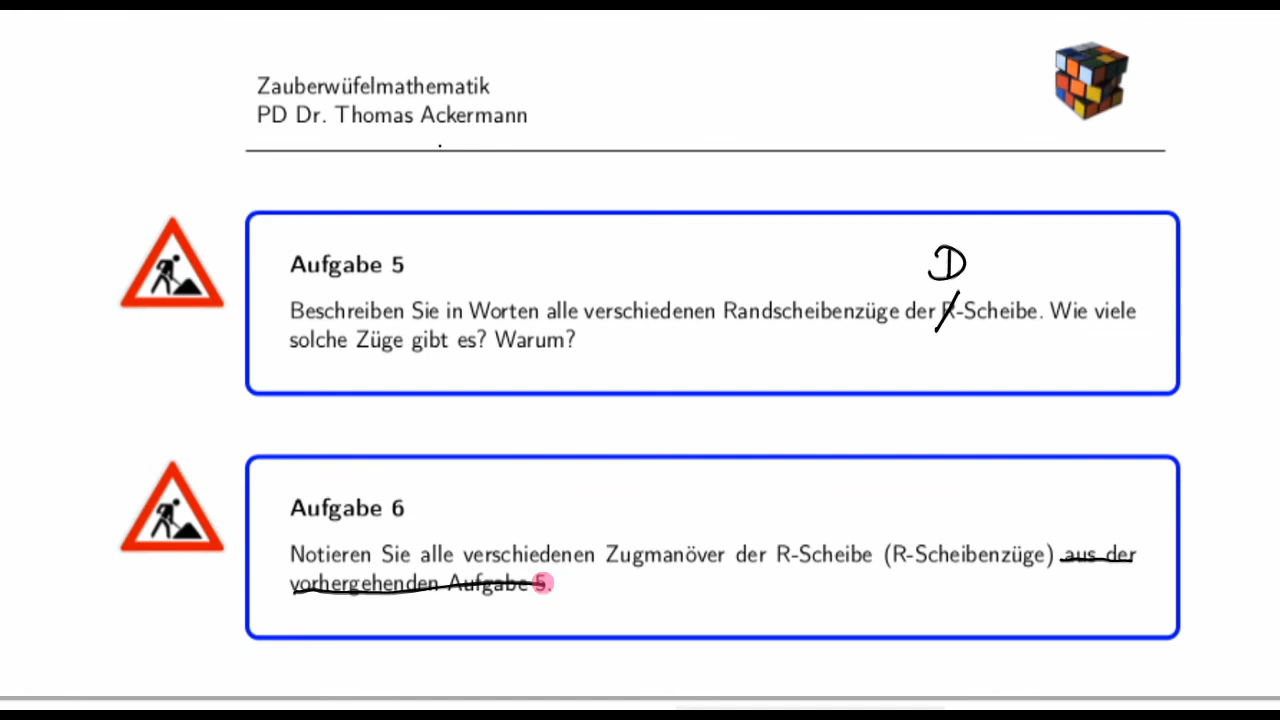 Zauberwüfelmathematik
PD Dr. Thomas Ackermann
Aufgabe 5
D
Beschreiben Sie in Worten alle verschiedenen Randscheibenzüge der R-Scheibe. Wie viele
solche Züge gibt es? Warum?
Aufgabe 6
Notieren Sie alle verschiedenen Zugmanöver der R-Scheibe (R-Scheibenzüge) aus der
vorhergehenden Aufgabe 5.